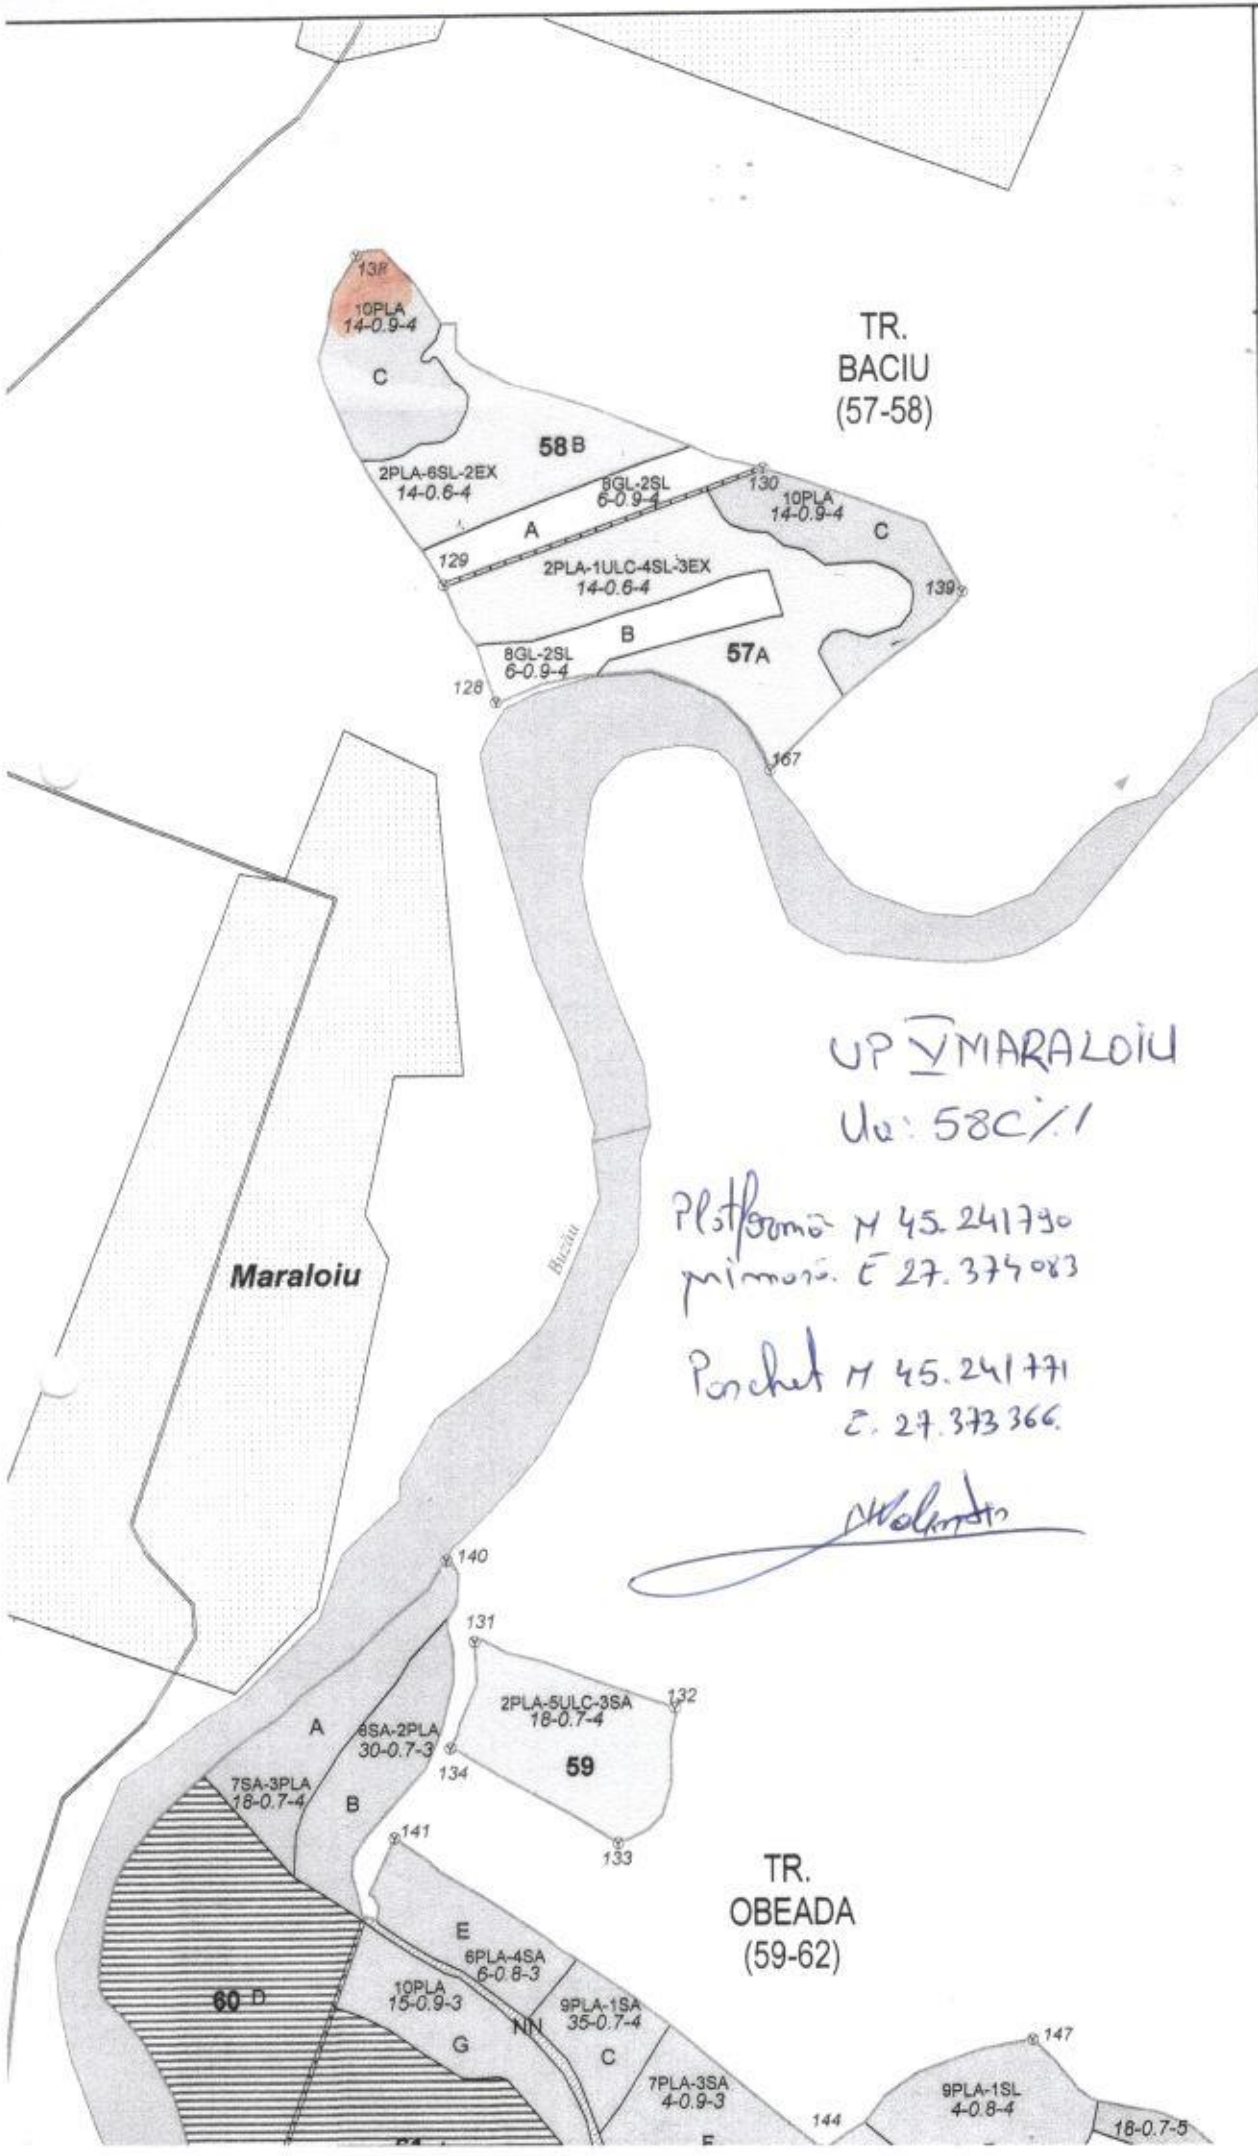 138
10PLA
14-0.9-4
C
TR.
BACIU
(57-58)
58 B
2PLA-6SL-2EX
14-0.6-4
8GL-2SL
6-0.9-4
130
10PLA
14-0.9-4
C
A
129
2PLA-1ULC-4SL-3EX
14-0.6-4
139
B
8GL-2SL
6-0.9-4
57A
128
167
UP V MARALOIU
Ua: 58C%1
Platformă N 45.241790
primară. E 27.374083
Parchet N 45.241771
E. 27.373366.
Buzău
Maraloiu
140
131
2PLA-5ULC-3SA
18-0.7-4
132
A
8SA-2PLA
30-0.7-3
134
59
7SA-3PLA
18-0.7-4
B
141
133
TR.
OBEADA
(59-62)
E
6PLA-4SA
6-0.8-3
10PLA
15-0.9-3
60 D
9PLA-1SA
35-0.7-4
NN
G
C
147
7PLA-3SA
4-0.9-3
9PLA-1SL
4-0.8-4
144
18-0.7-5